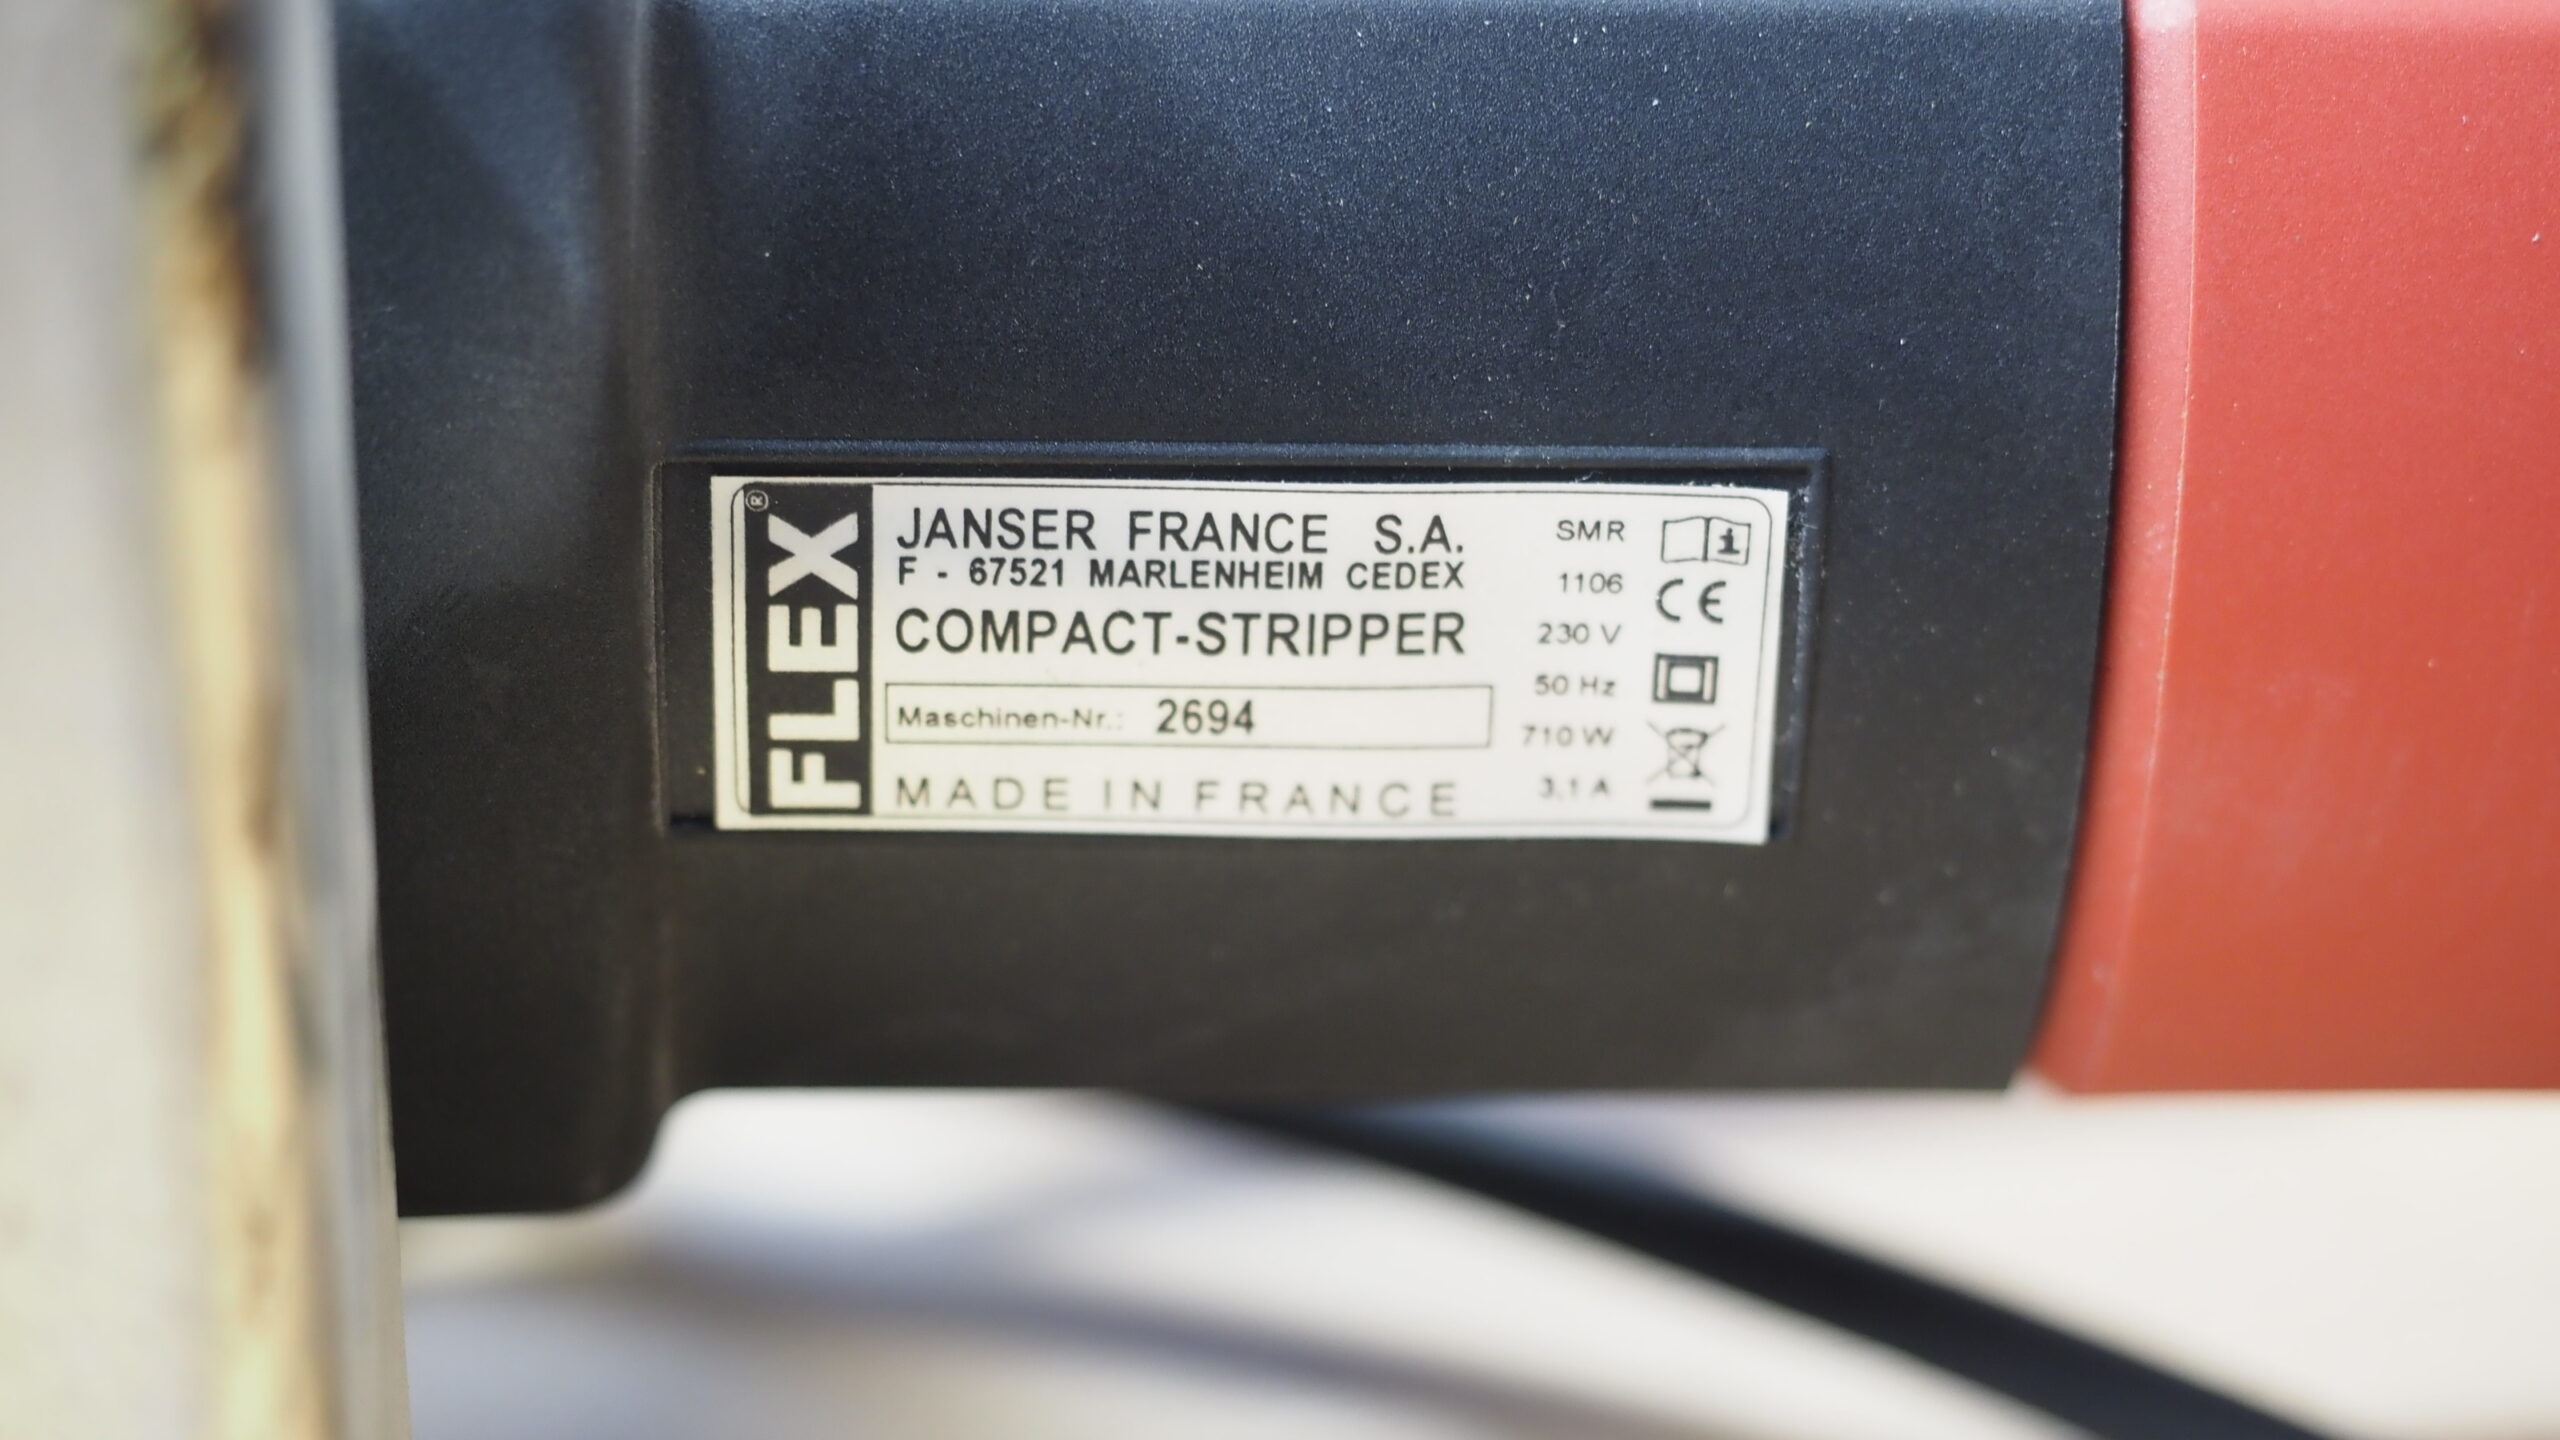 FLEX®
JANSER FRANCE S.A.
F - 67521 MARLENHEIM CEDEX
COMPACT-STRIPPER
Maschinen-Nr.: 2694
MADE IN FRANCE
SMR
1106
230 V
50 Hz
710 W
3,1 A
i
CE